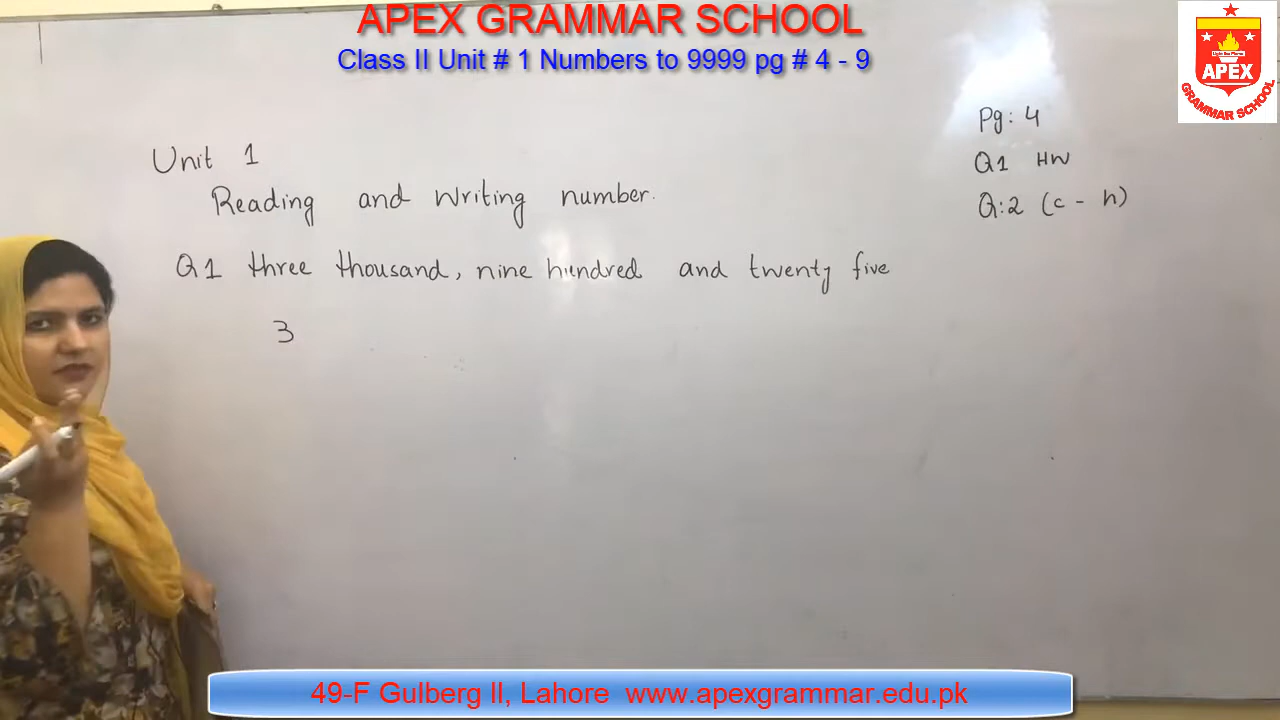 APEX GRAMMAR SCHOOL
Class II Unit # 1 Numbers to 9999 pg # 4 - 9
APEX
GRAMMAR SCHOOL
Pg: 4
Q1 HW
Q:2 (c - h)
Unit 1
Reading and Writing number.
Q1 three thousand, nine hundred and twenty five
3
49-F Gulberg II, Lahore www.apexgrammar.edu.pk